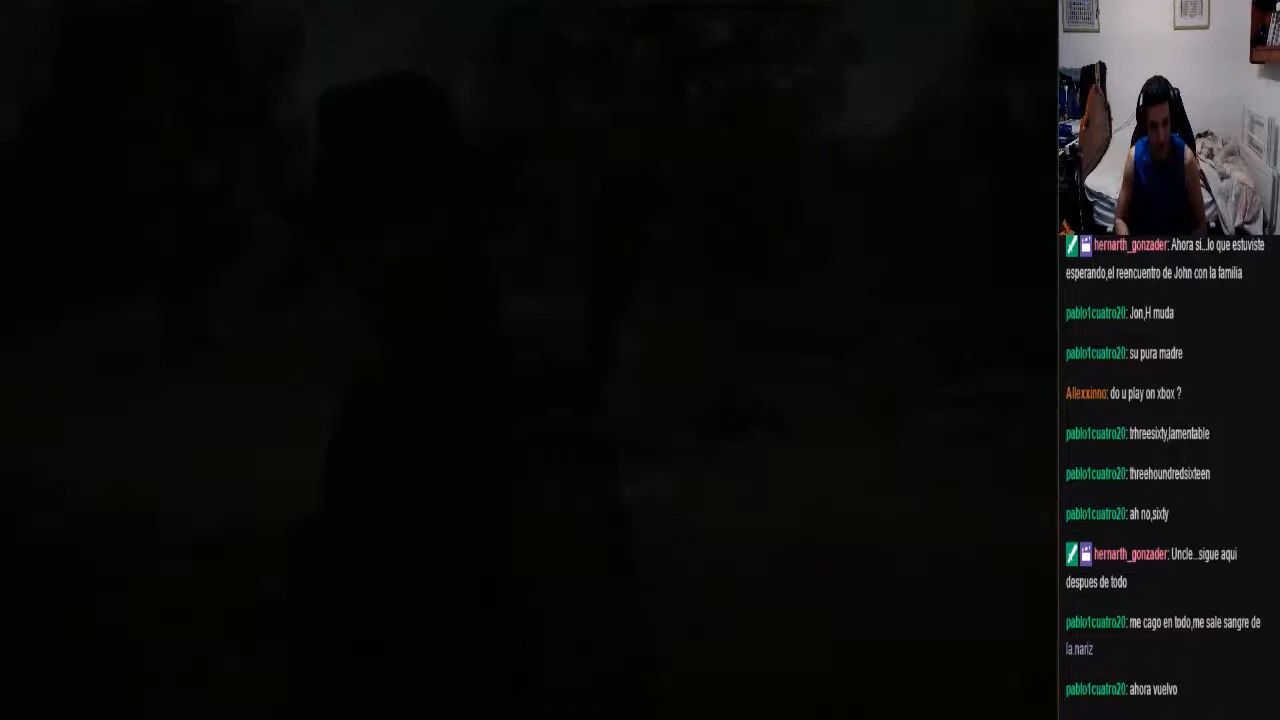 hernarth_gonzader: Ahora si...lo que estuviste
esperando,el reencuentro de John con la familia
pablo1cuatro20: Jon,H muda
pablo1cuatro20: su pura madre
Allexxinno: do u play on xbox ?
pablo1cuatro20: trhreesixty,lamentable
pablo1cuatro20: threehoundredsixteen
pablo1cuatro20: ah no,sixty
hernarth_gonzader: Uncle...sigue aqui
despues de todo
pablo1cuatro20: me cago en todo,me sale sangre de
la nariz
pablo1cuatro20: ahora vuelvo